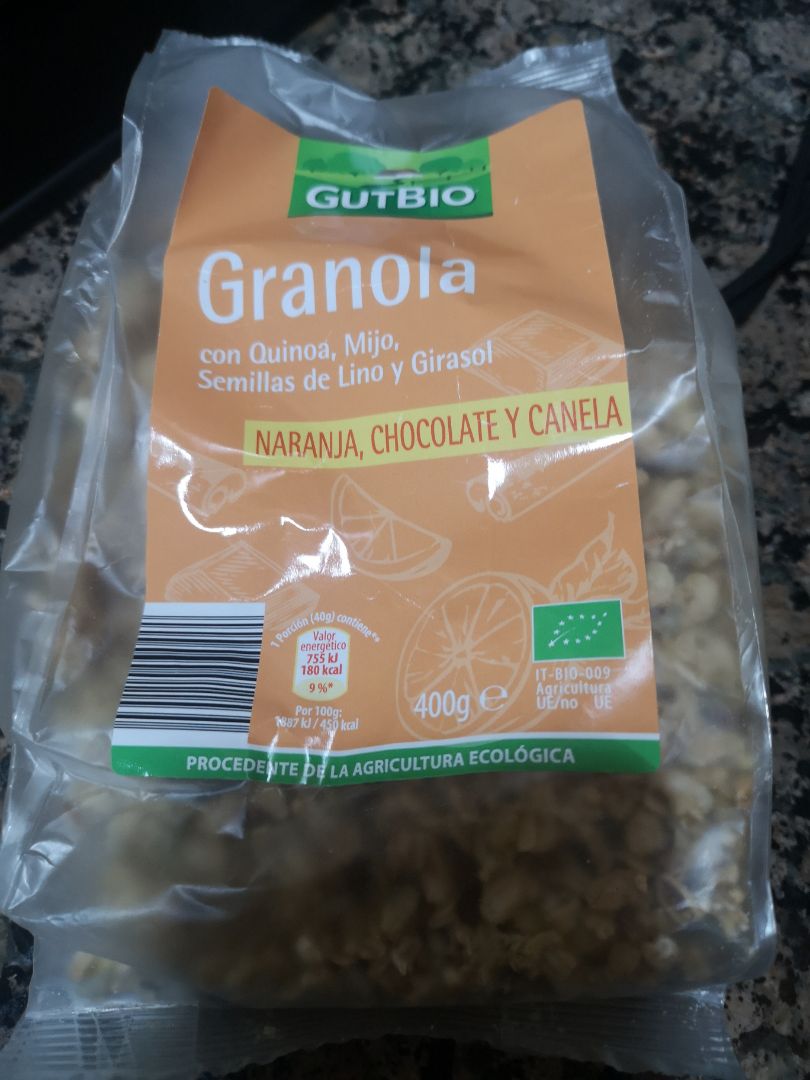 GUTBIO
Granola
con Quinoa, Mijo,
Semillas de Lino y Girasol
NARANJA, CHOCOLATE Y CANELA
1 Porción (40g) contiene**
Valor
energético
755 kJ
180 kcal
9 %*
Por 100g:
1887 kJ / 450 kcal
400g ℮
IT-BIO-009
Agricultura
UE/no UE
PROCEDENTE DE LA AGRICULTURA ECOLÓGICA